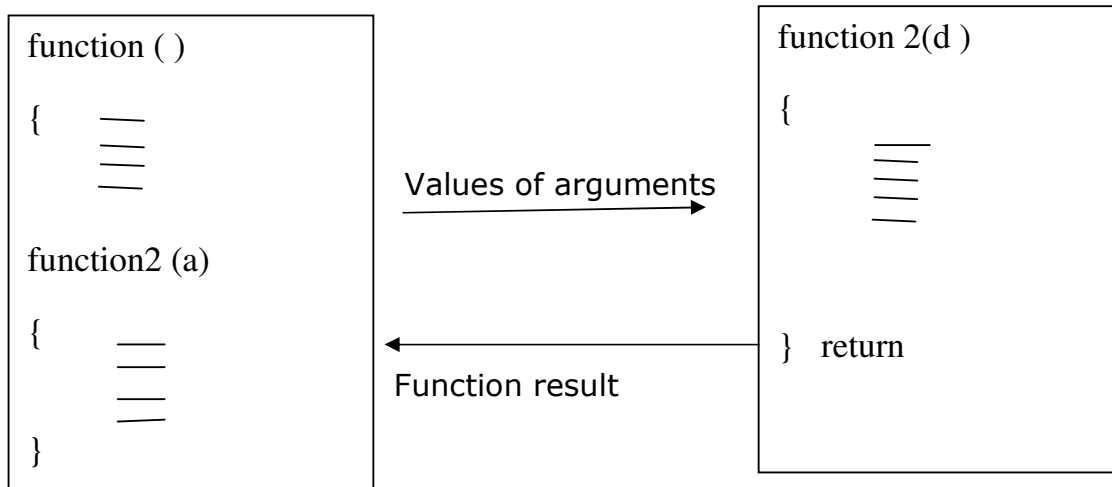 function ( )
{
function2 (a)
{
}
Values of arguments
Function result
function 2(d )
{
} return